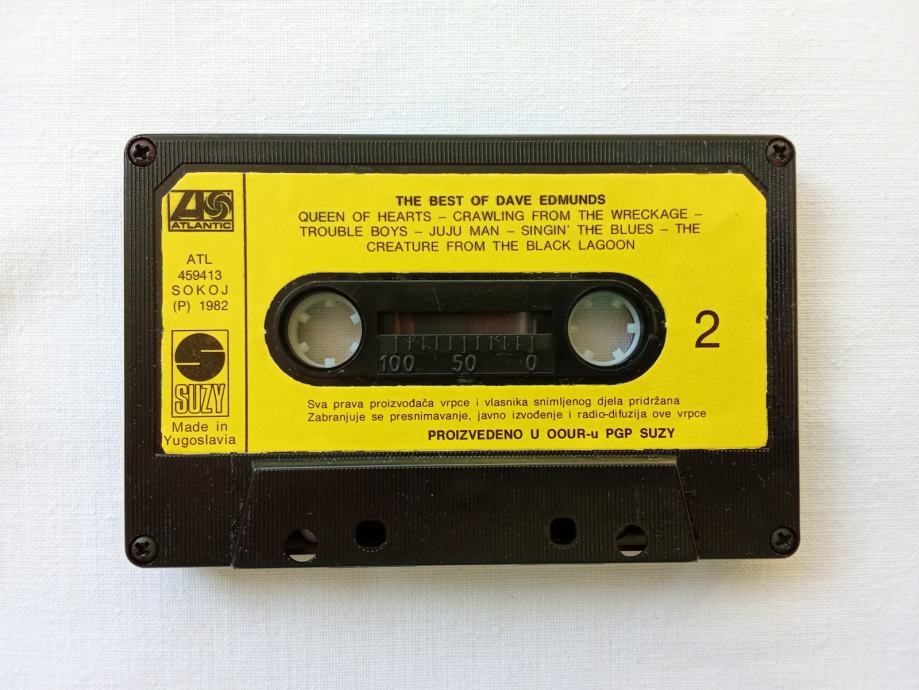 ATLANTIC
ATL
459413
SOKOJ
(P) 1982
SUZY
Made in
Yugoslavia
THE BEST OF DAVE EDMUNDS
QUEEN OF HEARTS – CRAWLING FROM THE WRECKAGE –
TROUBLE BOYS – JUJU MAN – SINGIN' THE BLUES – THE
CREATURE FROM THE BLACK LAGOON
2
100 50 0
Sva prava proizvođača vrpce i vlasnika snimljenog djela pridržana
Zabranjuje se presnimavanje, javno izvođenje i radio-difuzija ove vrpce
PROIZVEDENO U OOUR-u PGP SUZY